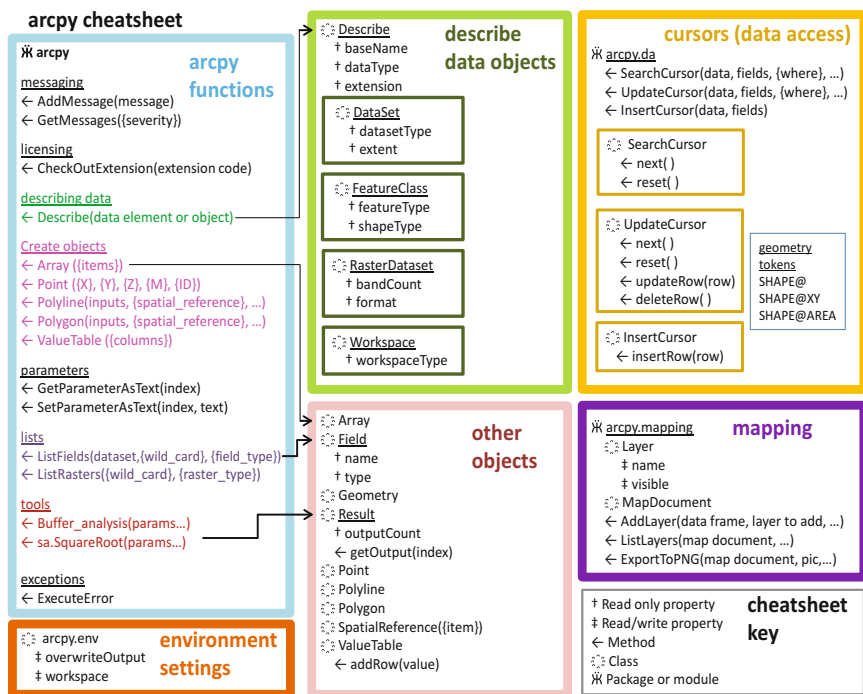 arcpy cheatsheet
arcpy
arcpy
functions
messaging
← AddMessage(message)
← GetMessages({severity})
licensing
← CheckOutExtension(extension code)
describing data
← Describe(data element or object)
Create objects
← Array ({items})
← Point ({X}, {Y}, {Z}, {M}, {ID})
← Polyline(inputs, {spatial_reference}, ...)
← Polygon(inputs, {spatial_reference}, ...)
← ValueTable ({columns})
parameters
← GetParameterAsText(index)
← SetParameterAsText(index, text)
lists
← ListFields(dataset,{wild_card}, {field_type})
← ListRasters({wild_card}, {raster_type})
tools
← Buffer_analysis(params...)
← sa.SquareRoot(params...)
exceptions
← ExecuteError
arcpy.env
‡ overwriteOutput
‡ workspace
environment
settings
describe
data objects
Describe
† baseName
† dataType
† extension
DataSet
† datasetType
† extent
FeatureClass
† featureType
† shapeType
RasterDataset
† bandCount
† format
Workspace
† workspaceType
other
objects
Array
Field
† name
† type
Geometry
Result
† outputCount
← getOutput(index)
Point
Polyline
Polygon
SpatialReference({item})
ValueTable
← addRow(value)
cursors (data access)
arcpy.da
← SearchCursor(data, fields, {where}, ...)
← UpdateCursor(data, fields, {where}, ...)
← InsertCursor(data, fields)
SearchCursor
← next( )
← reset( )
UpdateCursor
← next( )
← reset( )
← updateRow(row)
← deleteRow( )
InsertCursor
← insertRow(row)
geometry
tokens
SHAPE@
SHAPE@XY
SHAPE@AREA
mapping
arcpy.mapping
Layer
‡ name
‡ visible
MapDocument
← AddLayer(data frame, layer to add, ...)
← ListLayers(map document, ...)
← ExportToPNG(map document, pic,...)
cheatsheet
key
† Read only property
‡ Read/write property
← Method
Class
Ӝ Package or module